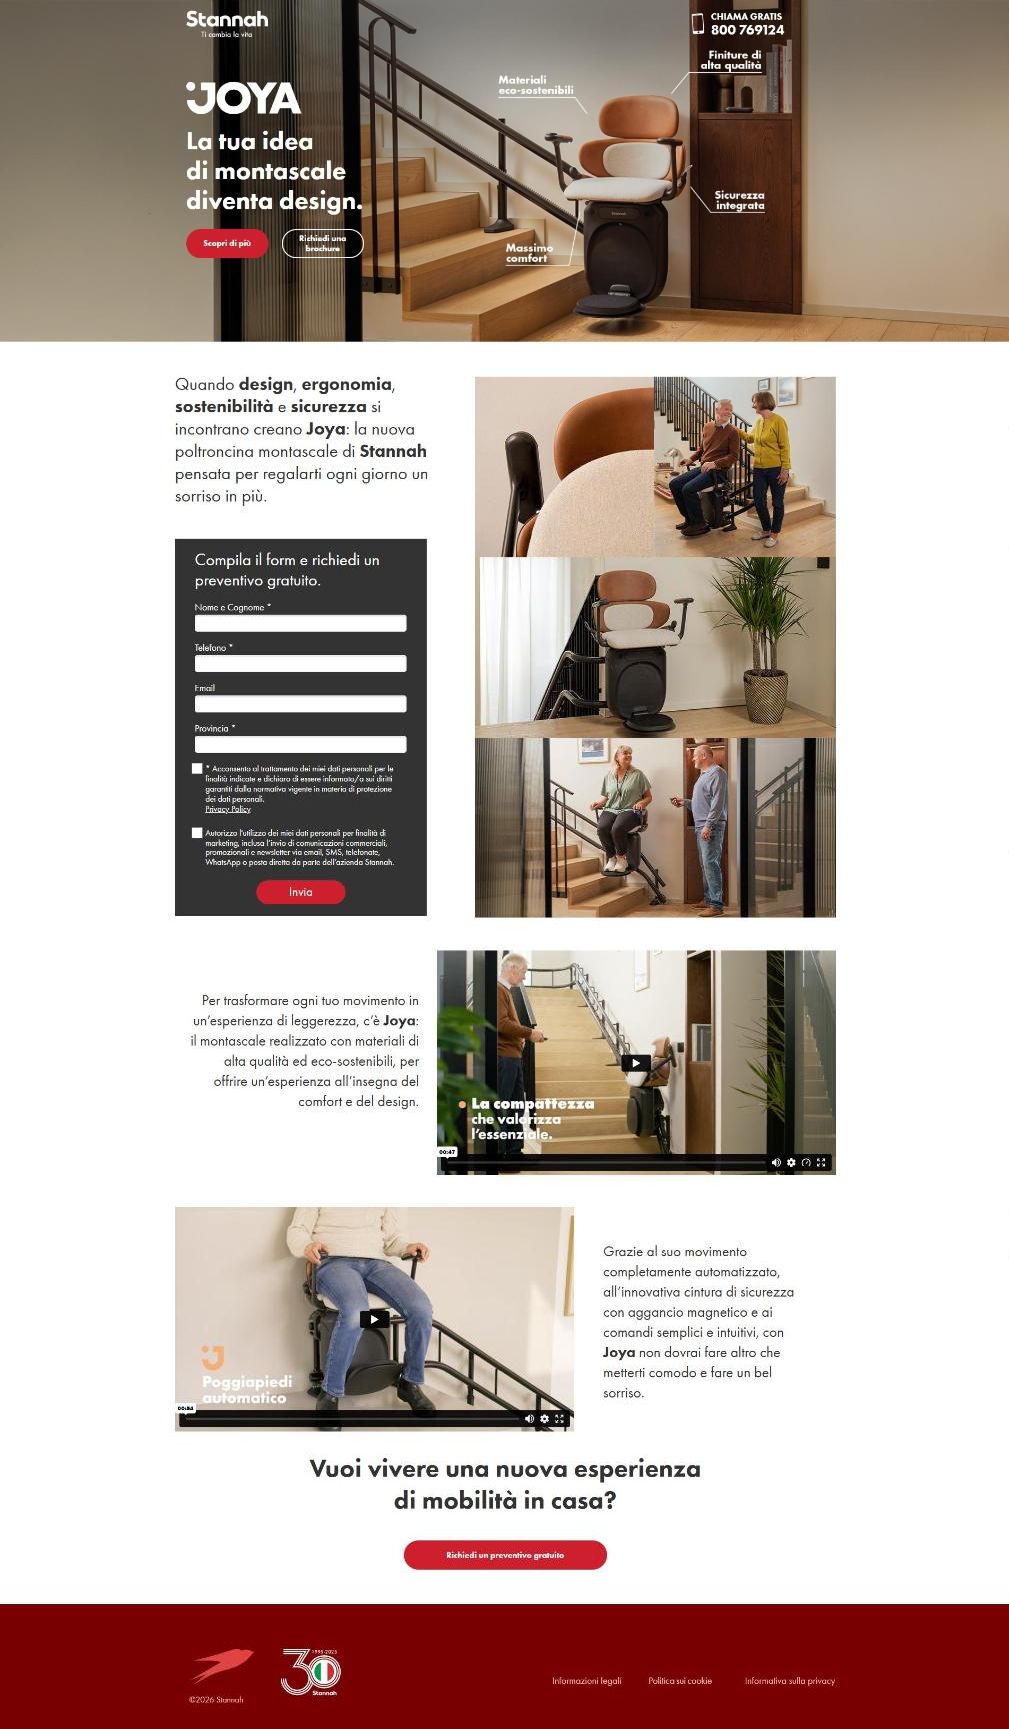 Stannah
Ti cambia la vita
CHIAMA GRATIS
800 769124
JOYA
La tua idea
di montascale
diventa design.
Scopri di più
Richiedi una
brochure
Materiali
eco-sostenibili
Finiture di
alta qualità
Sicurezza
integrata
Massimo
comfort
Stannah
Quando design, ergonomia,
sostenibilità e sicurezza si
incontrano creano Joya: la nuova
poltroncina montascale di Stannah
pensata per regalarti ogni giorno un
sorriso in più.
Compila il form e richiedi un
preventivo gratuito.
Nome e Cognome *
Telefono *
Email
Provincia *
* Acconsento al trattamento dei miei dati personali per le
finalità indicate e dichiaro di essere informato/a sui diritti
garantiti dalla normativa vigente in materia di protezione
dei dati personali.
Privacy Policy
Autorizzo l'utilizzo dei miei dati personali per finalità di
marketing, inclusa l'invio di comunicazioni commerciali,
promozionali e newsletter via email, SMS, telefonate,
WhatsApp o posta diretta da parte dell'azienda Stannah.
Invia
Per trasformare ogni tuo movimento in
un'esperienza di leggerezza, c'è Joya:
il montascale realizzato con materiali di
alta qualità ed eco-sostenibili, per
offrire un'esperienza all'insegna del
comfort e del design.
La compattezza
che valorizza
l'essenziale.
00:47
Poggiapiedi
automatico
00:54
Grazie al suo movimento
completamente automatizzato,
all'innovativa cintura di sicurezza
con aggancio magnetico e ai
comandi semplici e intuitivi, con
Joya non dovrai fare altro che
metterti comodo e fare un bel
sorriso.
Vuoi vivere una nuova esperienza
di mobilità in casa?
Richiedi un preventivo gratuito
©2026 Stannah
1995-2025
30
Stannah
Informazioni legali
Politica sui cookie
Informativa sulla privacy